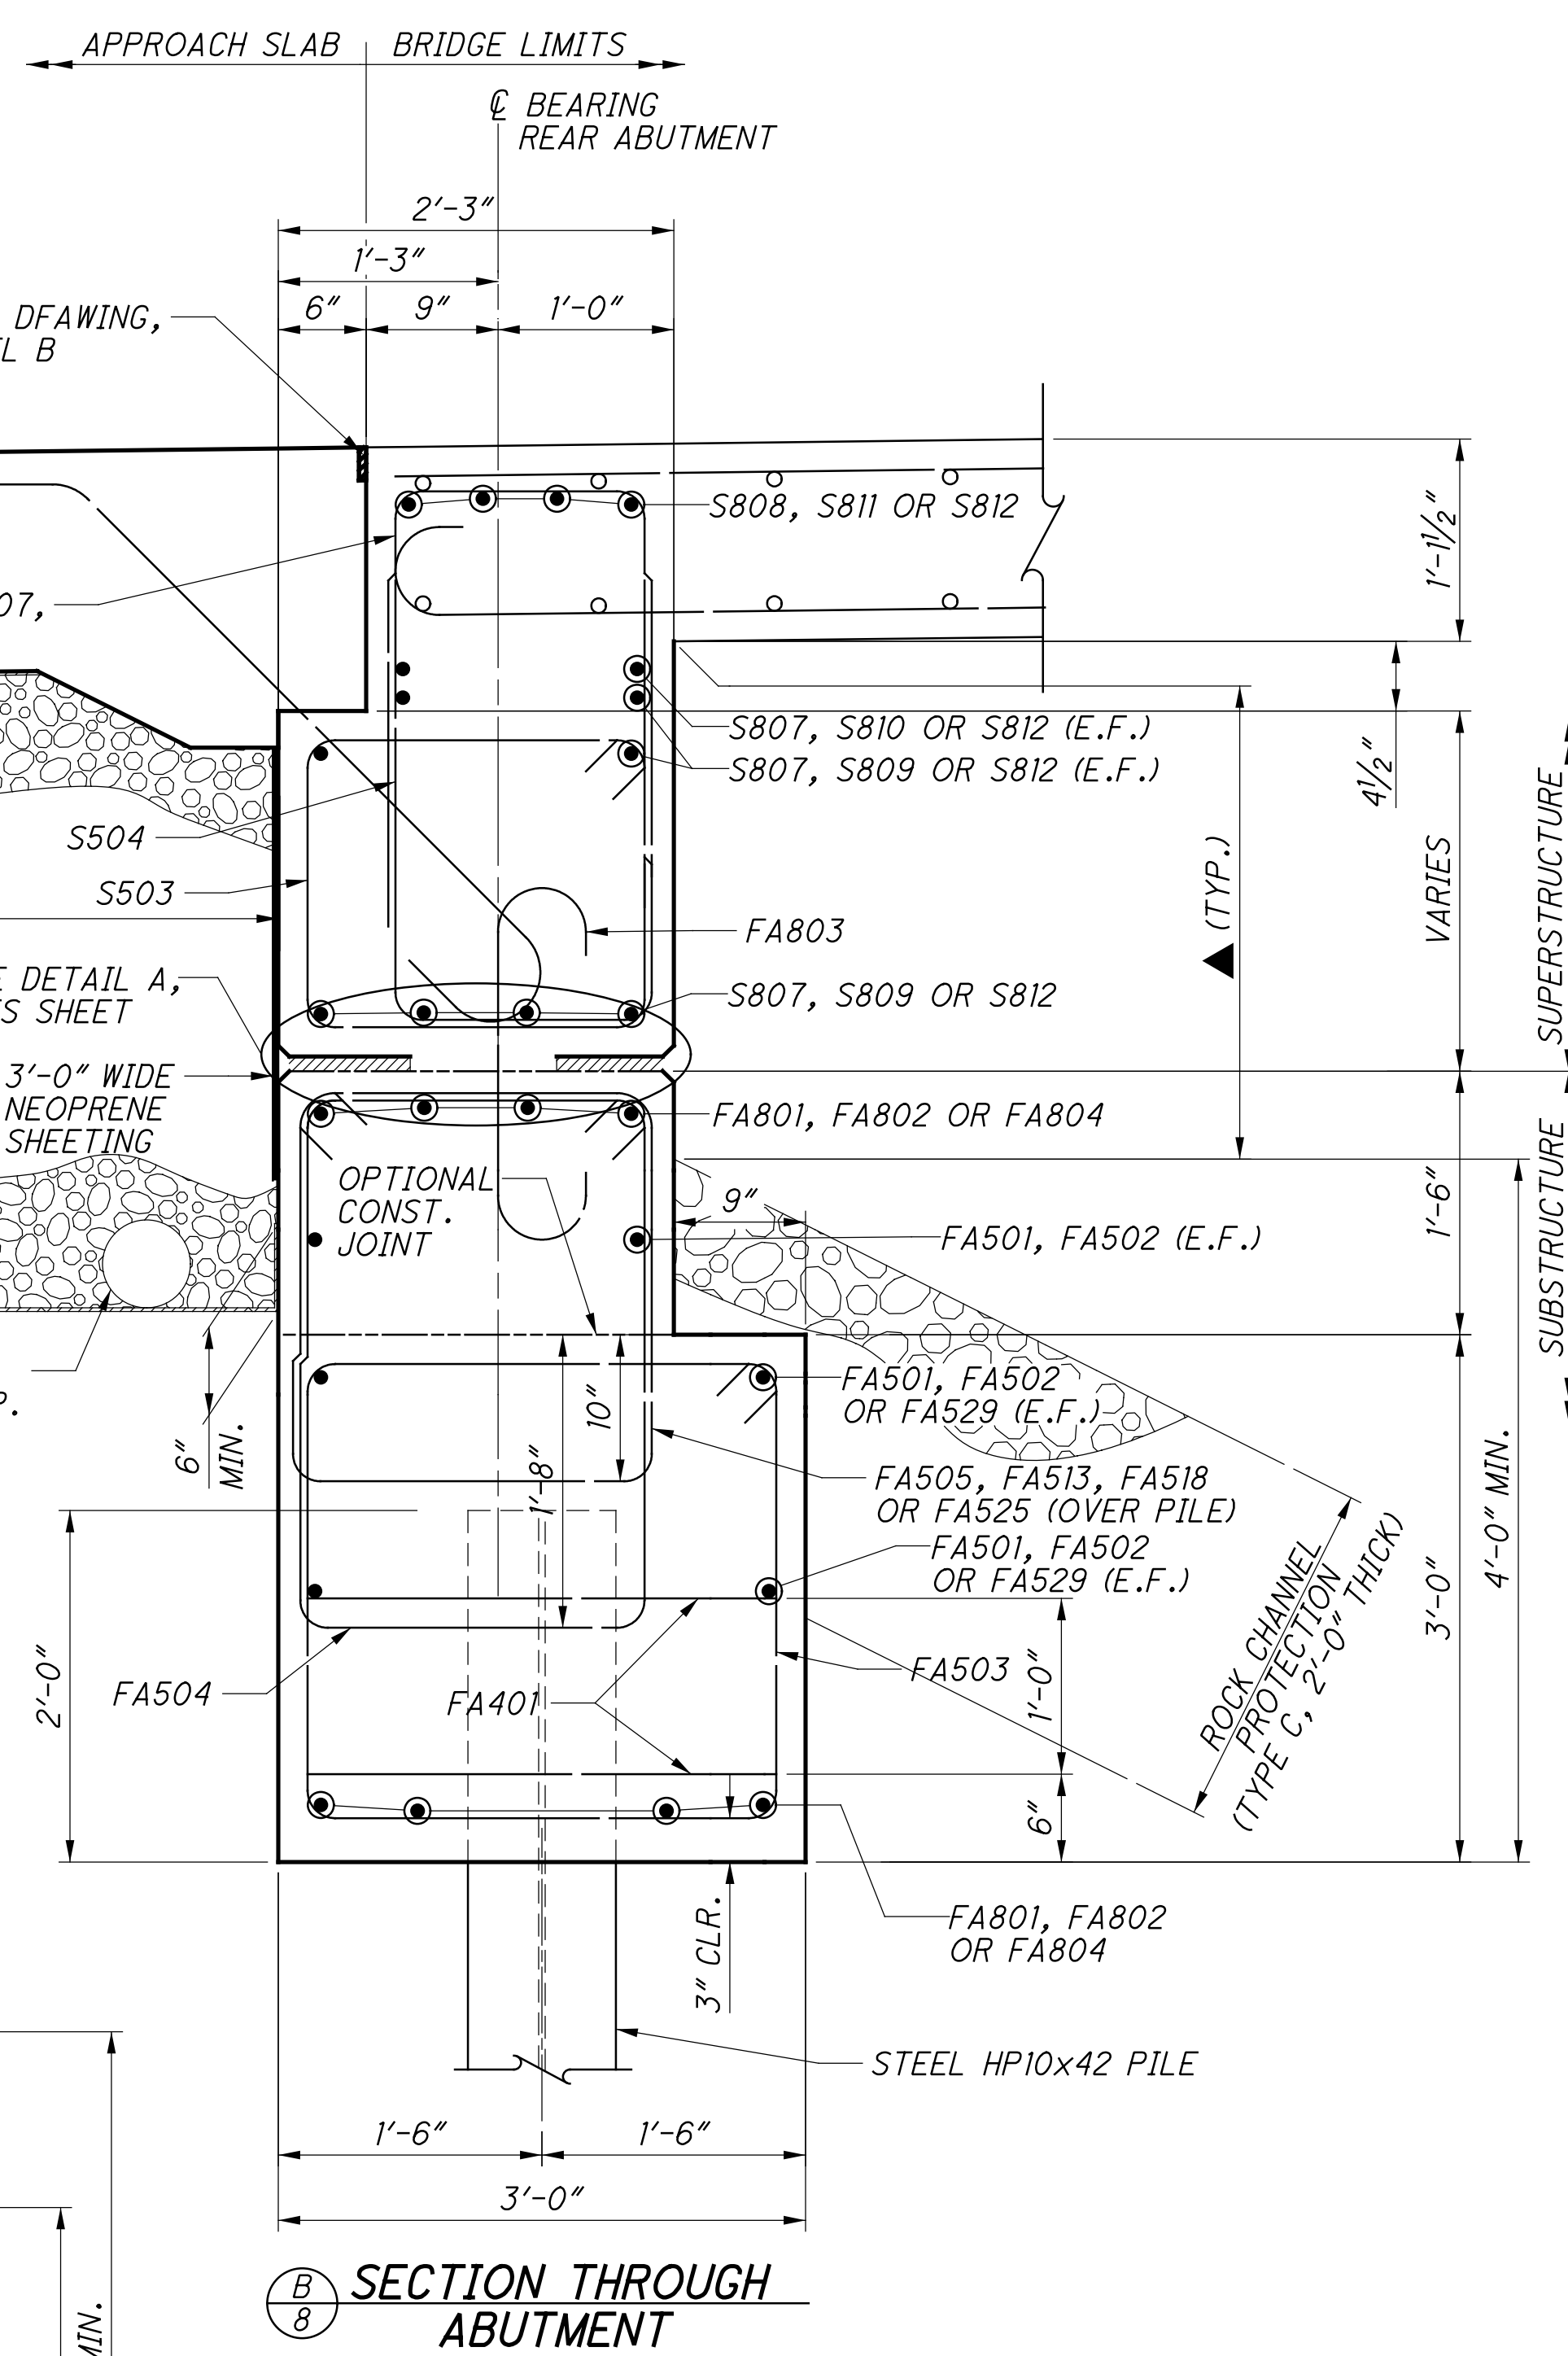 APPROACH SLAB
BRIDGE LIMITS
℄ BEARING
REAR ABUTMENT
2'-3"
1'-3"
6"
9"
1'-0"
DFAWING,
L B
S808, S811 OR S812
1'-1½"
07,
S807, S810 OR S812 (E.F.)
S807, S809 OR S812 (E.F.)
4½"
S504
S503
▲ (TYP.)
VARIES
SUPERSTRUCTURE
FA803
E DETAIL A,
S SHEET
S807, S809 OR S812
3'-0" WIDE
NEOPRENE
SHEETING
FA801, FA802 OR FA804
OPTIONAL
CONST.
JOINT
9"
FA501, FA502 (E.F.)
1'-6"
SUBSTRUCTURE
FA501, FA502
OR FA529 (E.F.)
10"
1'-8"
6"
MIN.
P.
FA505, FA513, FA518
OR FA525 (OVER PILE)
FA501, FA502
OR FA529 (E.F.)
ROCK CHANNEL
PROTECTION
(TYPE C, 2'-0" THICK)
3'-0"
4'-0" MIN.
2'-0"
FA504
FA401
FA503
1'-0"
6"
3" CLR.
FA801, FA802
OR FA804
STEEL HP10x42 PILE
1'-6"
1'-6"
3'-0"
B
8
SECTION THROUGH
ABUTMENT
MIN.